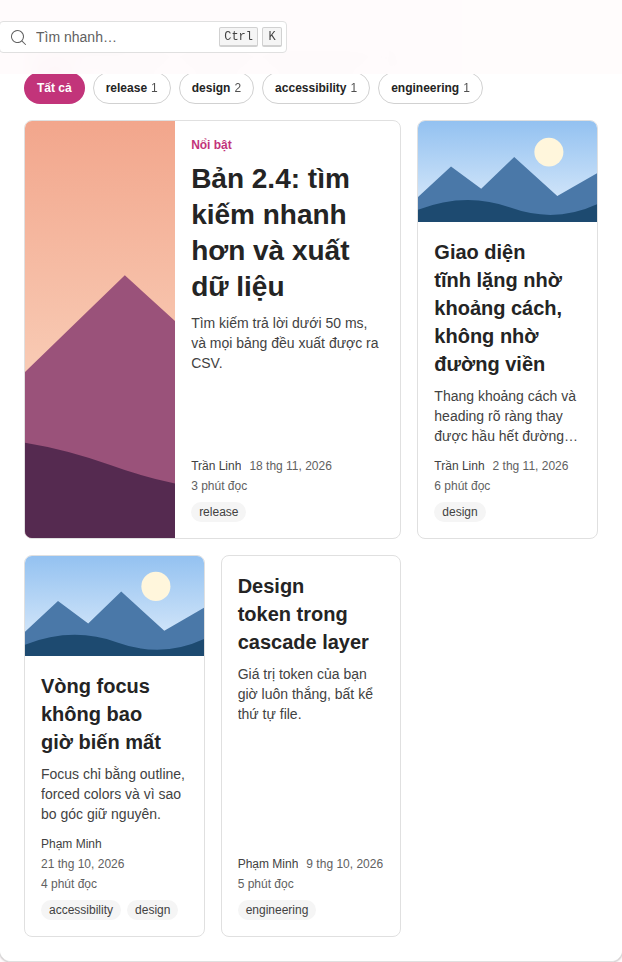 Tìm nhanh… Ctrl K
Tất cả release 1 design 2 accessibility 1 engineering 1
Nổi bật
Bản 2.4: tìm
kiếm nhanh
hơn và xuất
dữ liệu
Tìm kiếm trả lời dưới 50 ms,
và mọi bảng đều xuất được ra
CSV.
Trần Linh 18 thg 11, 2026
3 phút đọc
release
Giao diện
tĩnh lặng nhờ
khoảng cách,
không nhờ
đường viền
Thang khoảng cách và
heading rõ ràng thay
được hầu hết đường…
Trần Linh 2 thg 11, 2026
6 phút đọc
design
Vòng focus
không bao
giờ biến mất
Focus chỉ bằng outline,
forced colors và vì sao
bo góc giữ nguyên.
Phạm Minh
21 thg 10, 2026
4 phút đọc
accessibility design
Design
token trong
cascade layer
Giá trị token của bạn
giờ luôn thắng, bất kể
thứ tự file.
Phạm Minh 9 thg 10, 2026
5 phút đọc
engineering